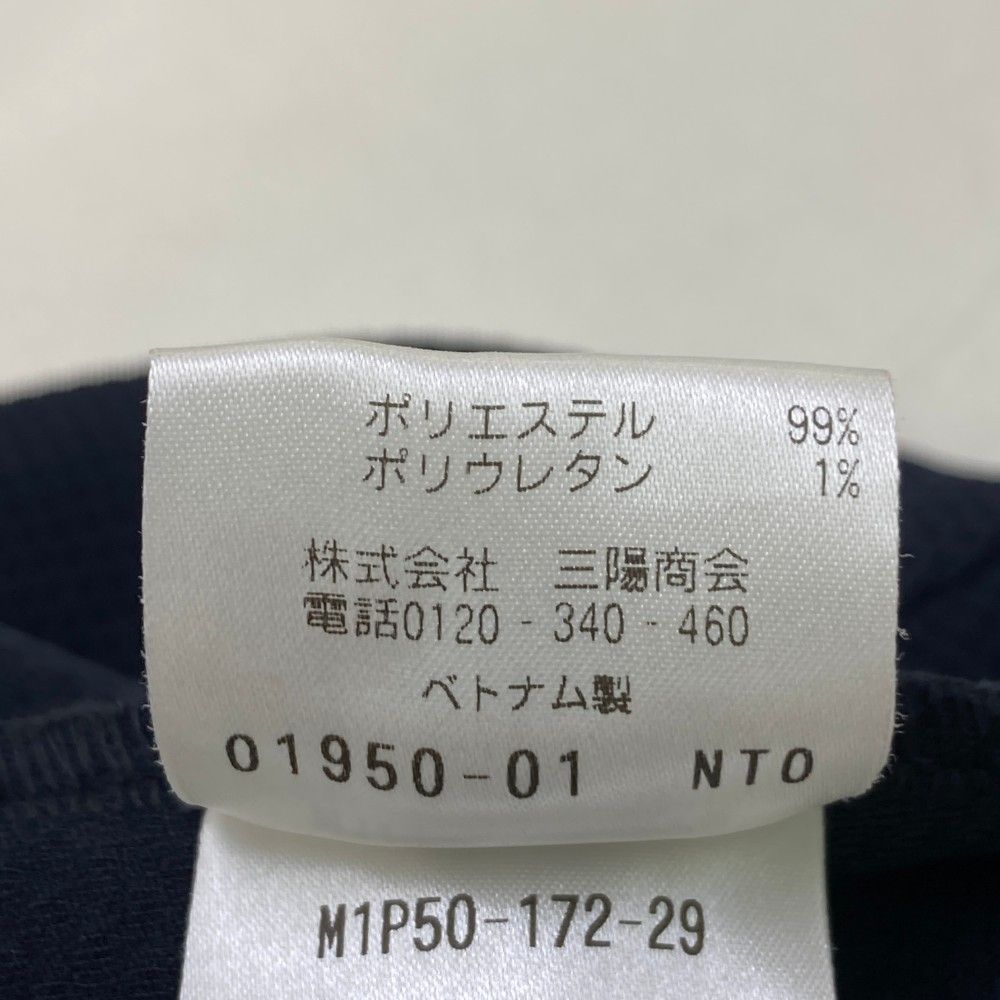 ポリエステル 99%
ポリウレタン 1%
株式会社 三陽商会
電話0120-340-460
ベトナム製
01950-01 NTO
M1P50-172-29